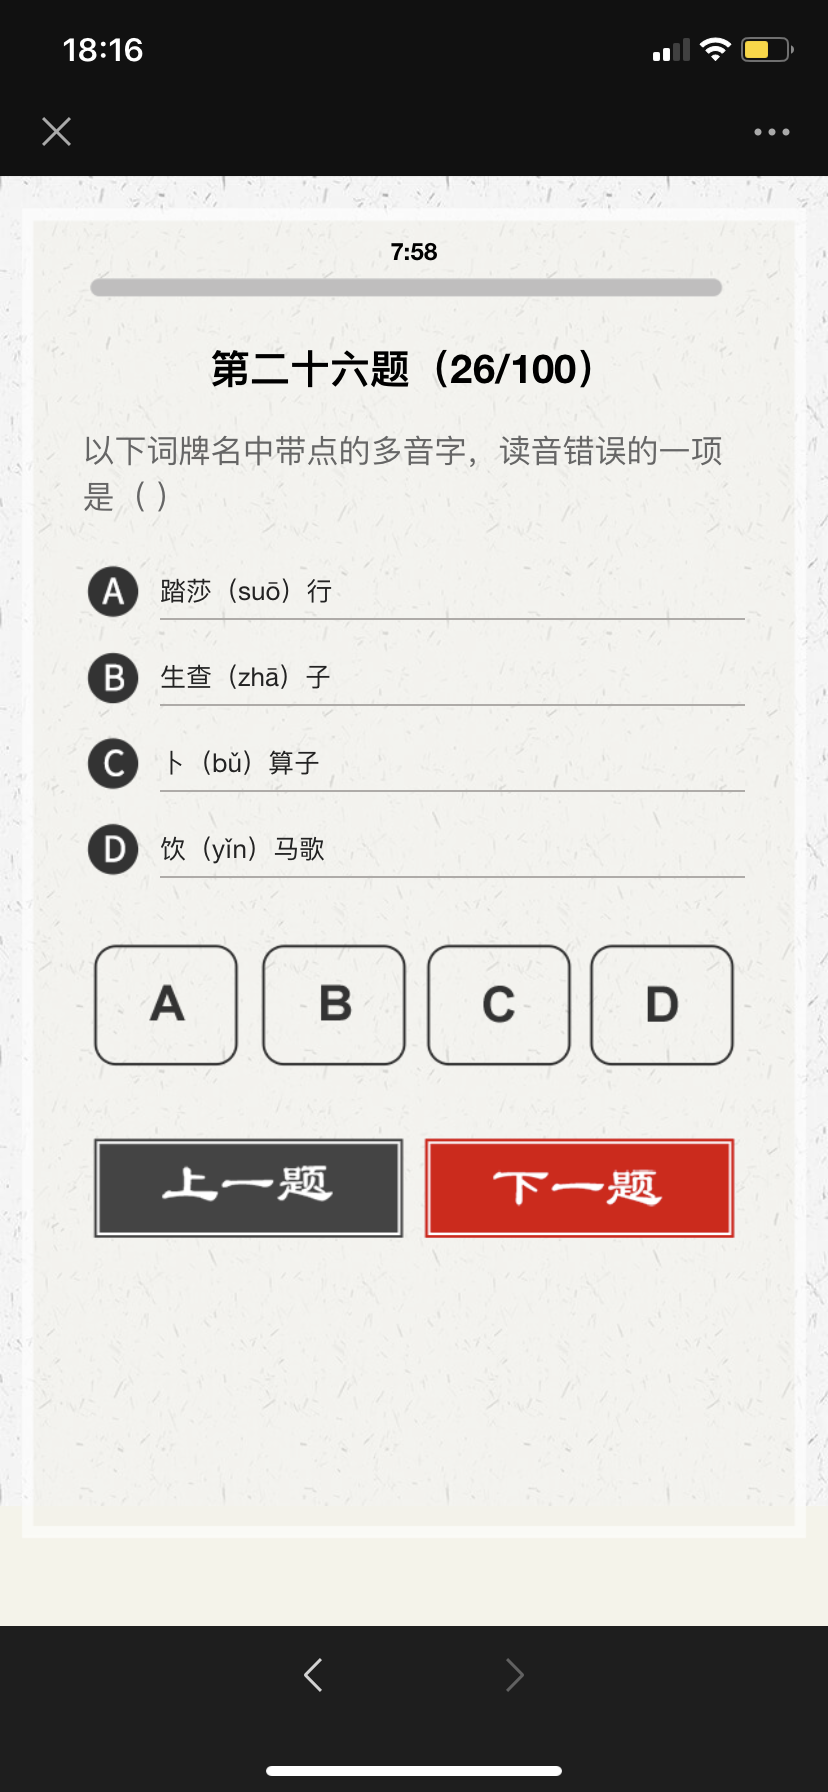 18:16
7:58
第二十六题（26/100）
以下词牌名中带点的多音字，读音错误的一项
是（ ）
A 踏莎（suō）行
B 生查（zhā）子
C 卜（bǔ）算子
D 饮（yǐn）马歌
A B C D
上一题 下一题